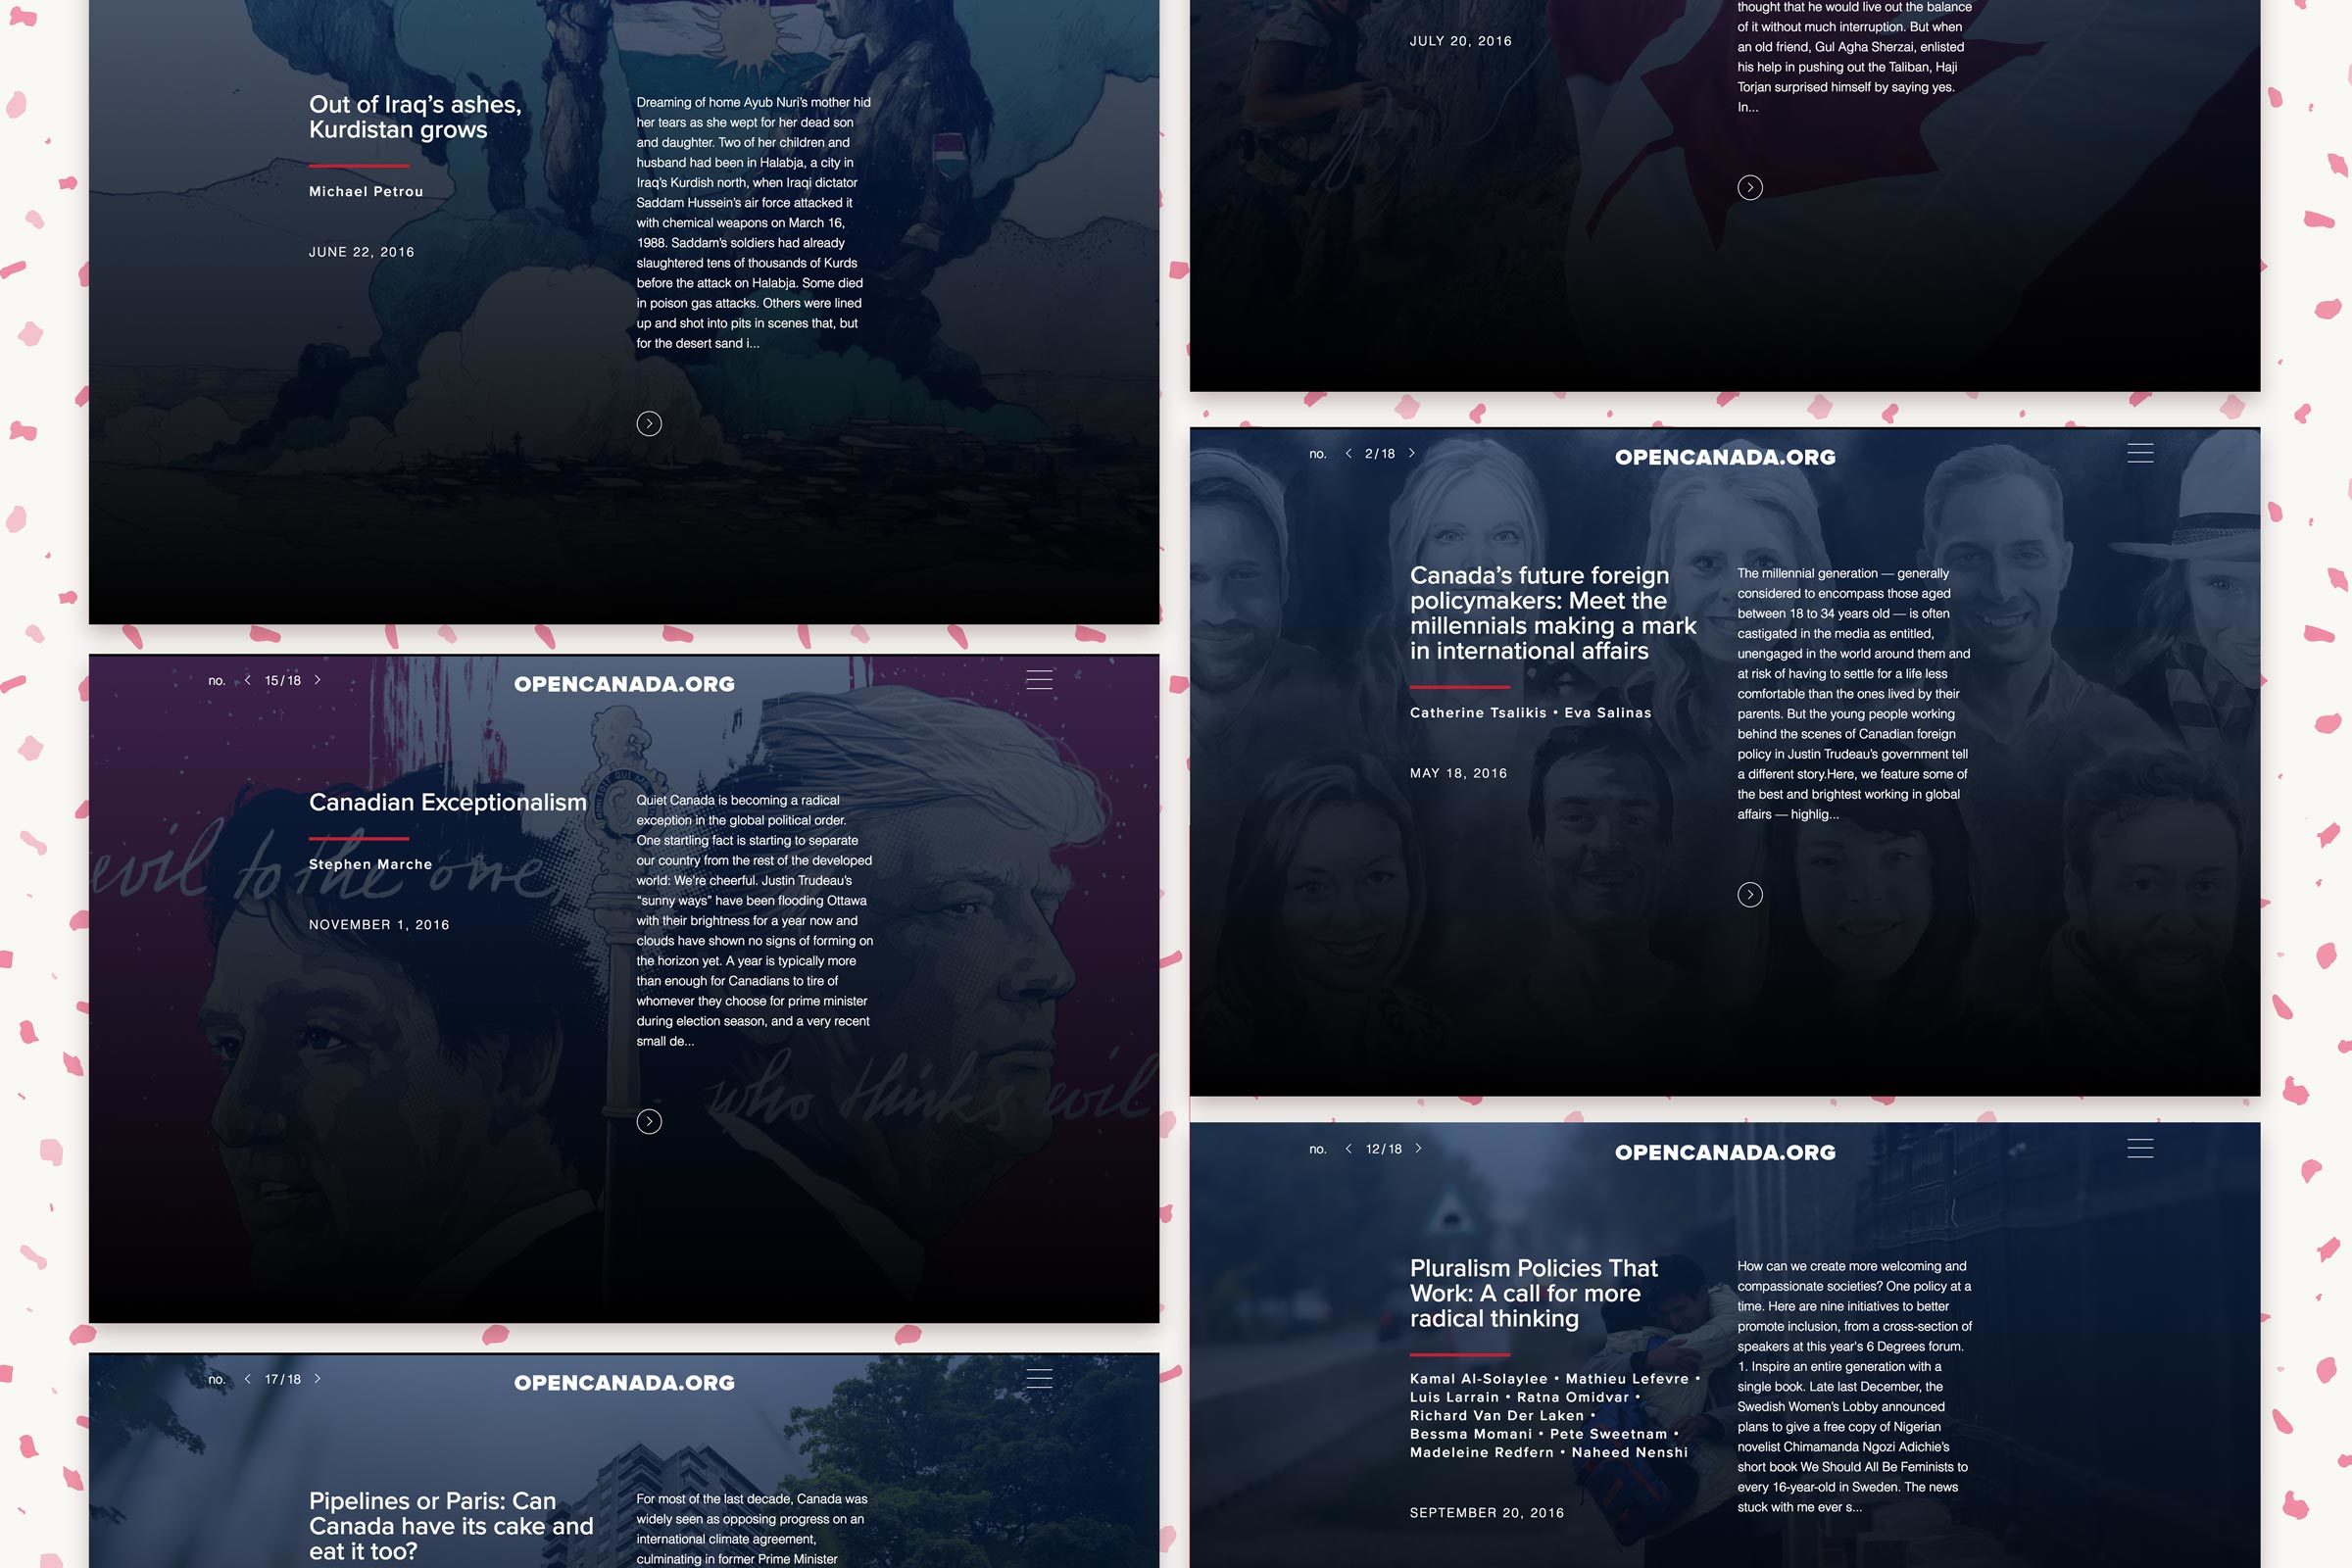 Out of Iraq’s ashes,
Kurdistan grows
Michael Petrou
JUNE 22, 2016
Dreaming of home Ayub Nuri’s mother hid
her tears as she wept for her dead son
and daughter. Two of her children and
husband had been in Halabja, a city in
Iraq’s Kurdish north, when Iraqi dictator
Saddam Hussein’s air force attacked it
with chemical weapons on March 16,
1988. Saddam’s soldiers had already
slaughtered tens of thousands of Kurds
before the attack on Halabja. Some died
in poison gas attacks. Others were lined
up and shot into pits in scenes that, but
for the desert sand i...
no. < 15/18 >
OPENCANADA.ORG
Canadian Exceptionalism
Stephen Marche
NOVEMBER 1, 2016
Quiet Canada is becoming a radical
exception in the global political order.
One startling fact is starting to separate
our country from the rest of the developed
world: We’re cheerful. Justin Trudeau’s
“sunny ways” have been flooding Ottawa
with their brightness for a year now and
clouds have shown no signs of forming on
the horizon yet. A year is typically more
than enough for Canadians to tire of
whomever they choose for prime minister
during election season, and a very recent
small de...
evil to the one,
who thinks evil
no. < 17/18 >
OPENCANADA.ORG
Pipelines or Paris: Can
Canada have its cake and
eat it too?
For most of the last decade, Canada was
widely seen as opposing progress on an
international climate agreement,
culminating in former Prime Minister
JULY 20, 2016
thought that he would live out the balance
of it without much interruption. But when
an old friend, Gul Agha Sherzai, enlisted
his help in pushing out the Taliban, Haji
Torjan surprised himself by saying yes.
In...
no. < 2/18 >
OPENCANADA.ORG
Canada’s future foreign
policymakers: Meet the
millennials making a mark
in international affairs
Catherine Tsalikis • Eva Salinas
MAY 18, 2016
The millennial generation — generally
considered to encompass those aged
between 18 to 34 years old — is often
castigated in the media as entitled,
unengaged in the world around them and
at risk of having to settle for a life less
comfortable than the ones lived by their
parents. But the young people working
behind the scenes of Canadian foreign
policy in Justin Trudeau’s government tell
a different story.Here, we feature some of
the best and brightest working in global
affairs — highlig...
no. < 12/18 >
OPENCANADA.ORG
Pluralism Policies That
Work: A call for more
radical thinking
Kamal Al-Solaylee • Mathieu Lefevre •
Luis Larrain • Ratna Omidvar •
Richard Van Der Laken •
Bessma Momani • Pete Sweetnam •
Madeleine Redfern • Naheed Nenshi
SEPTEMBER 20, 2016
How can we create more welcoming and
compassionate societies? One policy at a
time. Here are nine initiatives to better
promote inclusion, from a cross-section of
speakers at this year's 6 Degrees forum.
1. Inspire an entire generation with a
single book. Late last December, the
Swedish Women’s Lobby announced
plans to give a free copy of Nigerian
novelist Chimamanda Ngozi Adichie’s
short book We Should All Be Feminists to
every 16-year-old in Sweden. The news
stuck with me ever s...